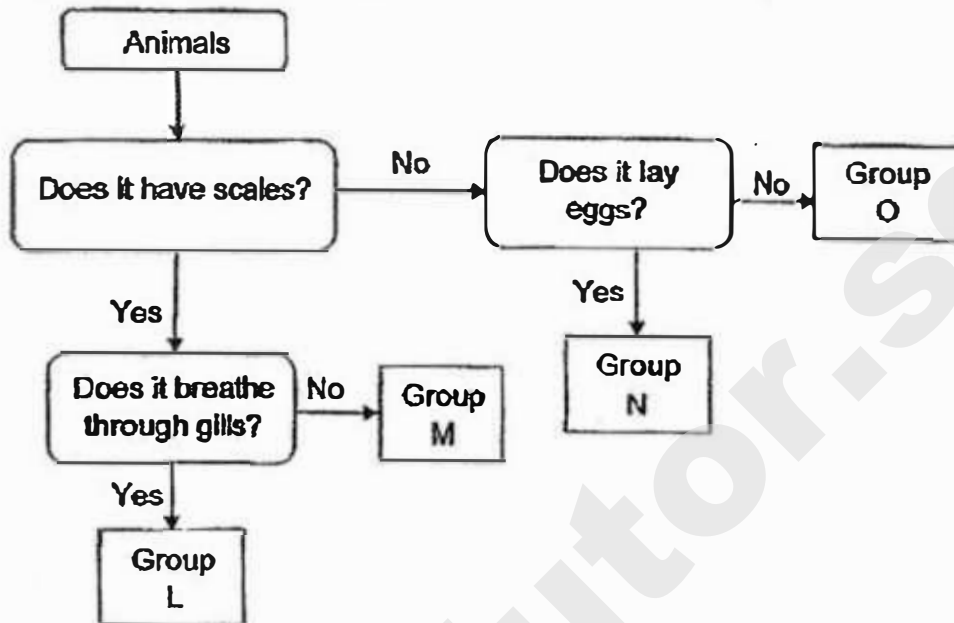 Animals
Does it have scales?
No
Does it lay
eggs?
No
Group
O
Yes
Yes
Does it breathe
through gills?
No
Group
M
Group
N
Yes
Group
L